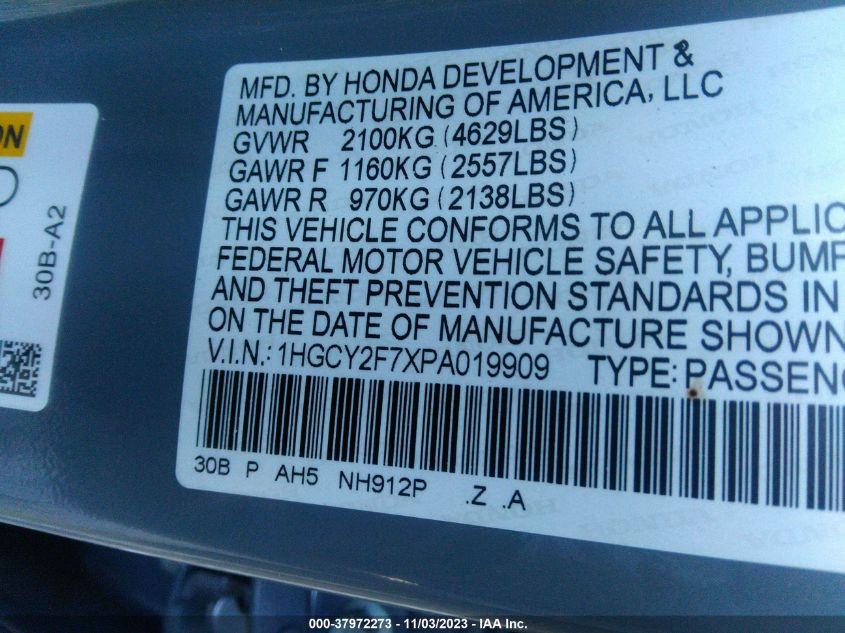 MFD. BY HONDA DEVELOPMENT &
MANUFACTURING OF AMERICA, LLC
GVWR 2100KG (4629LBS)
GAWR F 1160KG (2557LBS)
GAWR R 970KG (2138LBS)
THIS VEHICLE CONFORMS TO ALL APPLIC
FEDERAL MOTOR VEHICLE SAFETY, BUMP
AND THEFT PREVENTION STANDARDS IN
ON THE DATE OF MANUFACTURE SHOWN
V.I.N.: 1HGCY2F7XPA019909 TYPE: PASSENG
30B P AH5 NH912P .Z .A
ON
30B-A2
000-37972273 - 11/03/2023 - IAA Inc.